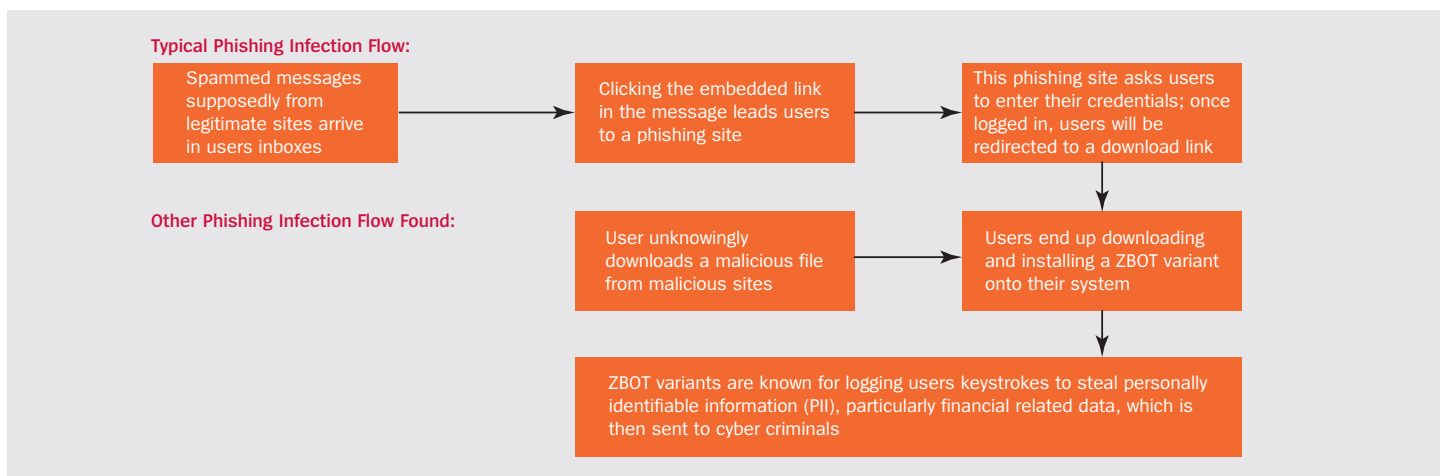 Typical Phishing Infection Flow:
Spammed messages
supposedly from
legitimate sites arrive
in users inboxes
Clicking the embedded link
in the message leads users
to a phishing site
This phishing site asks users
to enter their credentials; once
logged in, users will be
redirected to a download link
Other Phishing Infection Flow Found:
User unknowingly
downloads a malicious file
from malicious sites
Users end up downloading
and installing a ZBOT variant
onto their system
ZBOT variants are known for logging users keystrokes to steal personally
identifiable information (PII), particularly financial related data, which is
then sent to cyber criminals